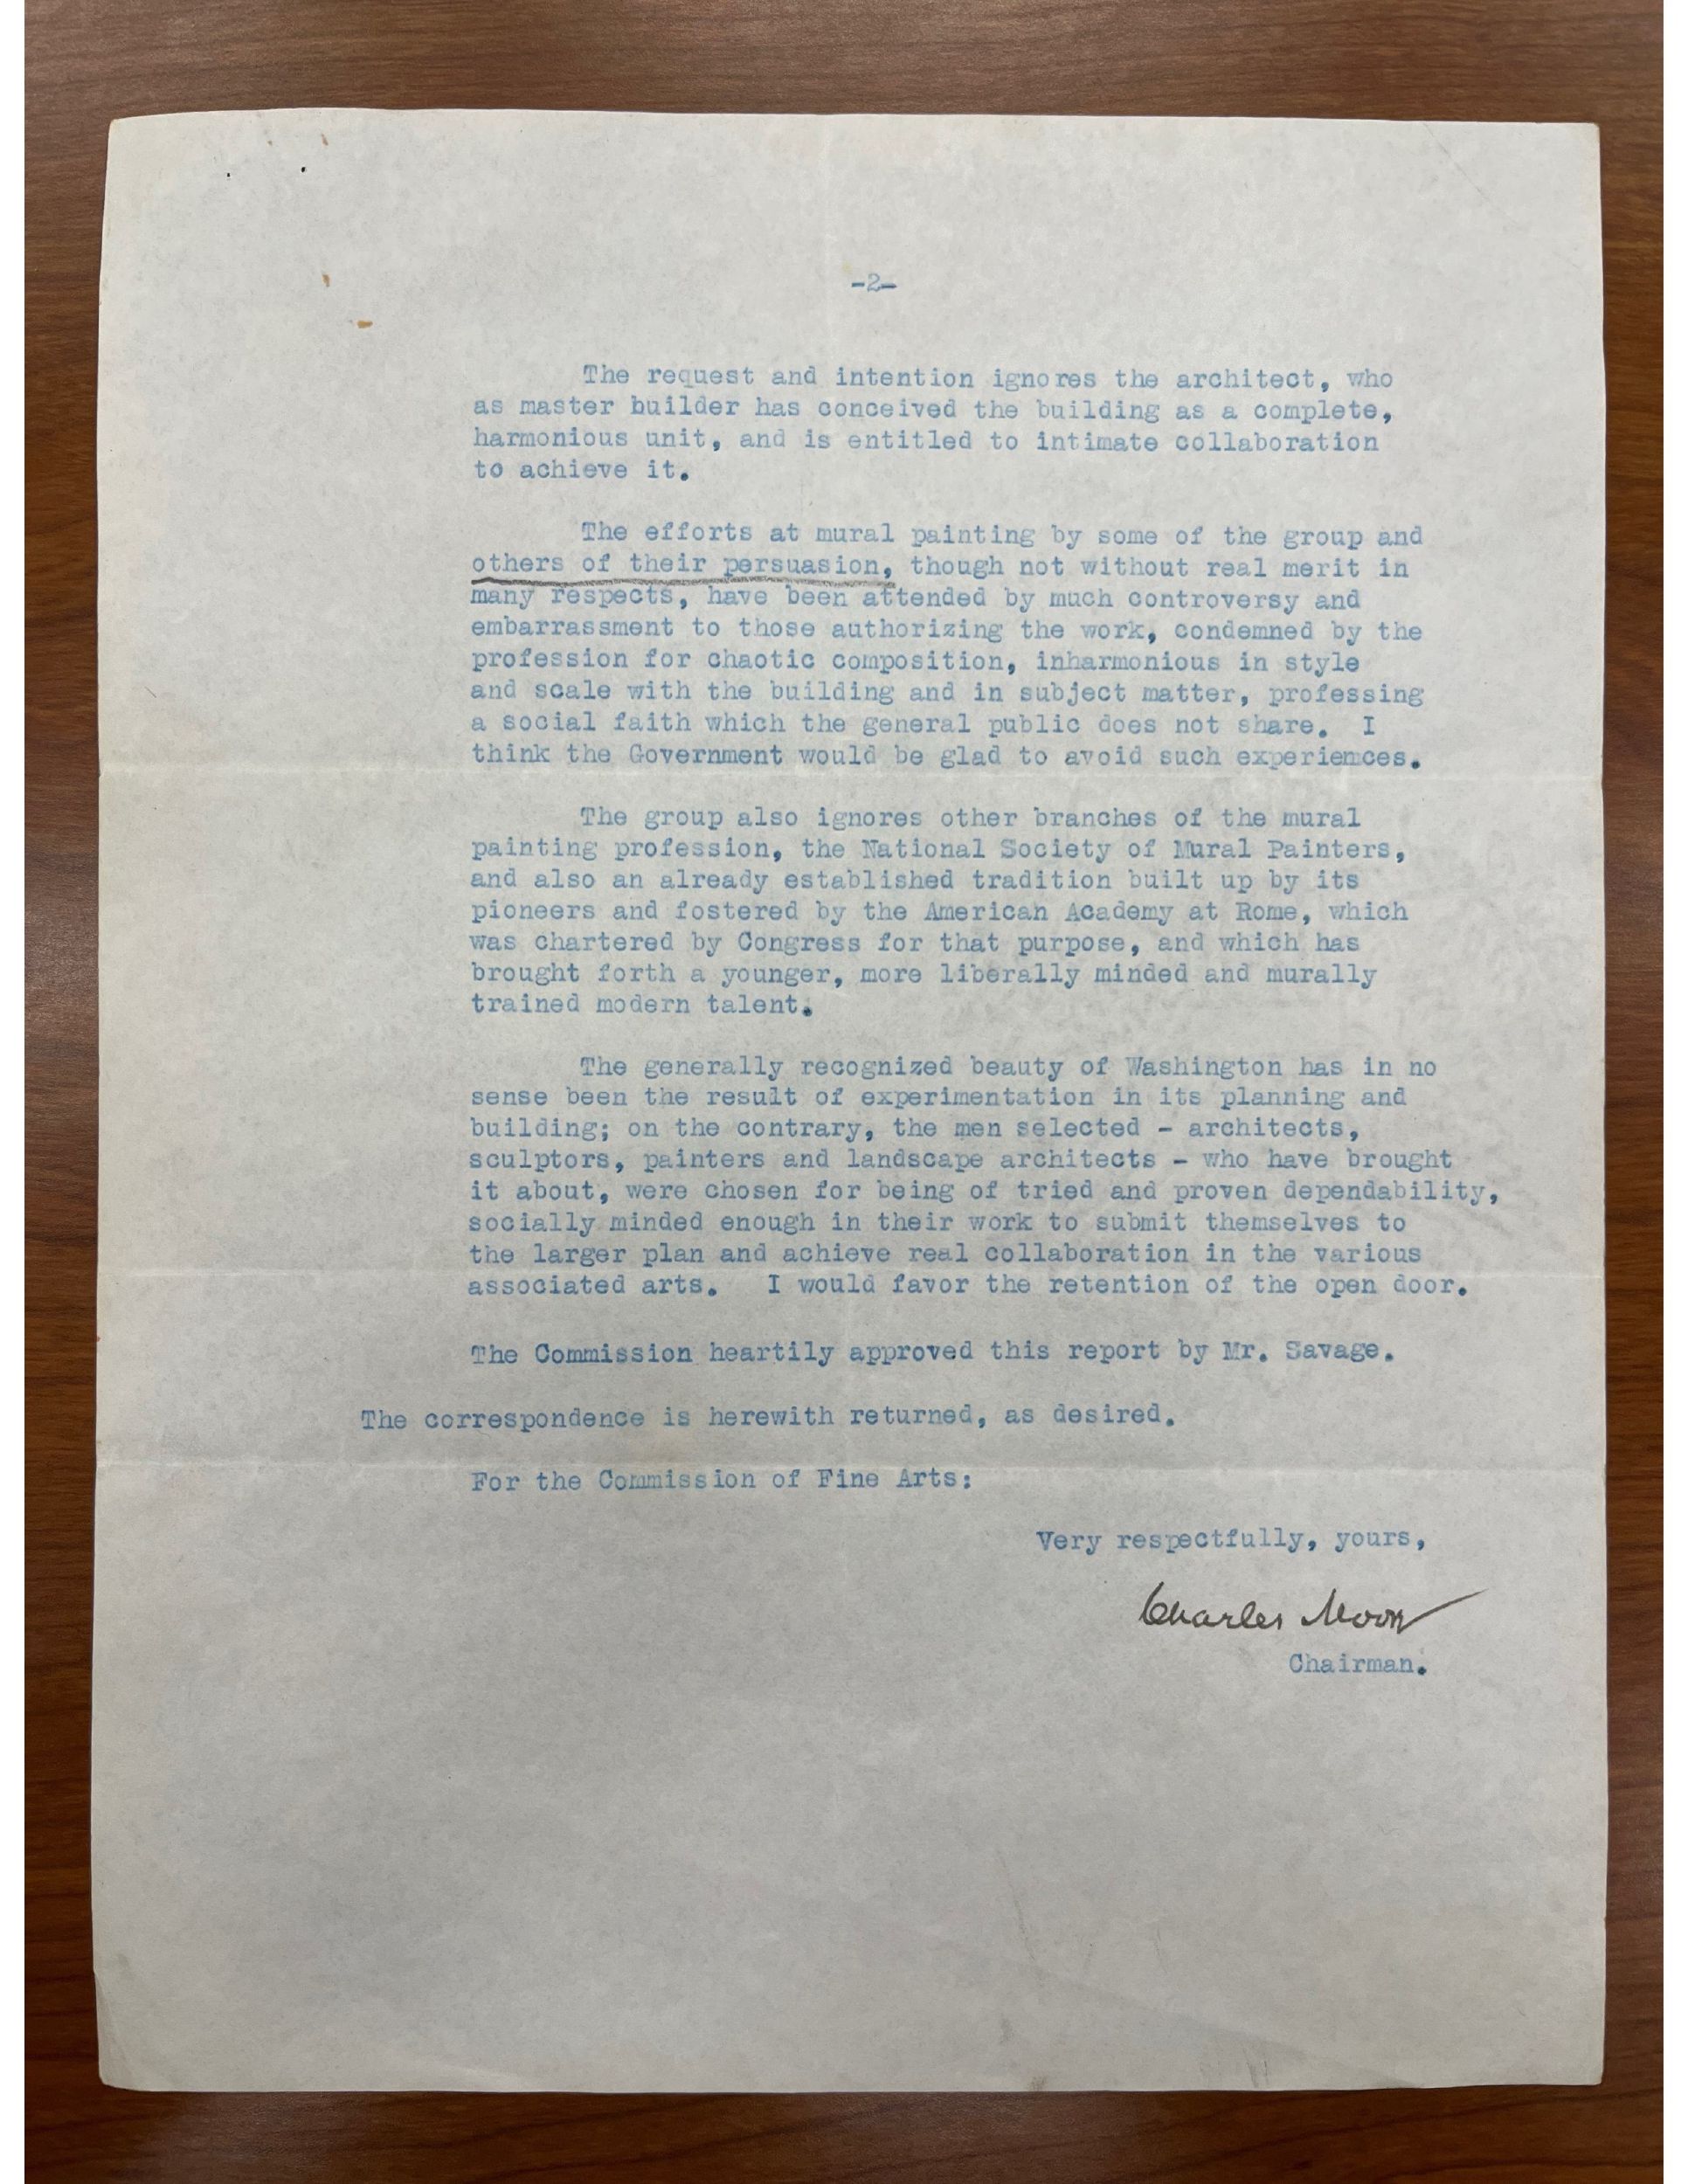 -2-
The request and intention ignores the architect, who
as master builder has conceived the building as a complete,
harmonious unit, and is entitled to intimate collaboration
to achieve it.
The efforts at mural painting by some of the group and
others of their persuasion, though not without real merit in
many respects, have been attended by much controversy and
embarrassment to those authorizing the work, condemned by the
profession for chaotic composition, inharmonious in style
and scale with the building and in subject matter, professing
a social faith which the general public does not share. I
think the Government would be glad to avoid such experiences.
The group also ignores other branches of the mural
painting profession, the National Society of Mural Painters,
and also an already established tradition built up by its
pioneers and fostered by the American Academy at Rome, which
was chartered by Congress for that purpose, and which has
brought forth a younger, more liberally minded and murally
trained modern talent.
The generally recognized beauty of Washington has in no
sense been the result of experimentation in its planning and
building; on the contrary, the men selected - architects,
sculptors, painters and landscape architects - who have brought
it about, were chosen for being of tried and proven dependability,
socially minded enough in their work to submit themselves to
the larger plan and achieve real collaboration in the various
associated arts. I would favor the retention of the open door.
The Commission heartily approved this report by Mr. Savage.
The correspondence is herewith returned, as desired.
For the Commission of Fine Arts:
Very respectfully, yours,
Charles Moore
Chairman.